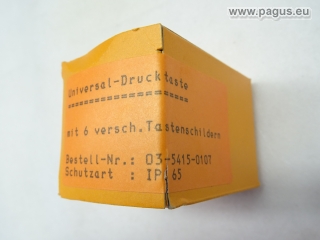 www.pagus.eu
Universal-Drucktaste
====================
mit 6 versch.Tastenschildern
Bestell-Nr.: 03-5415-0107
Schutzart : IP 65